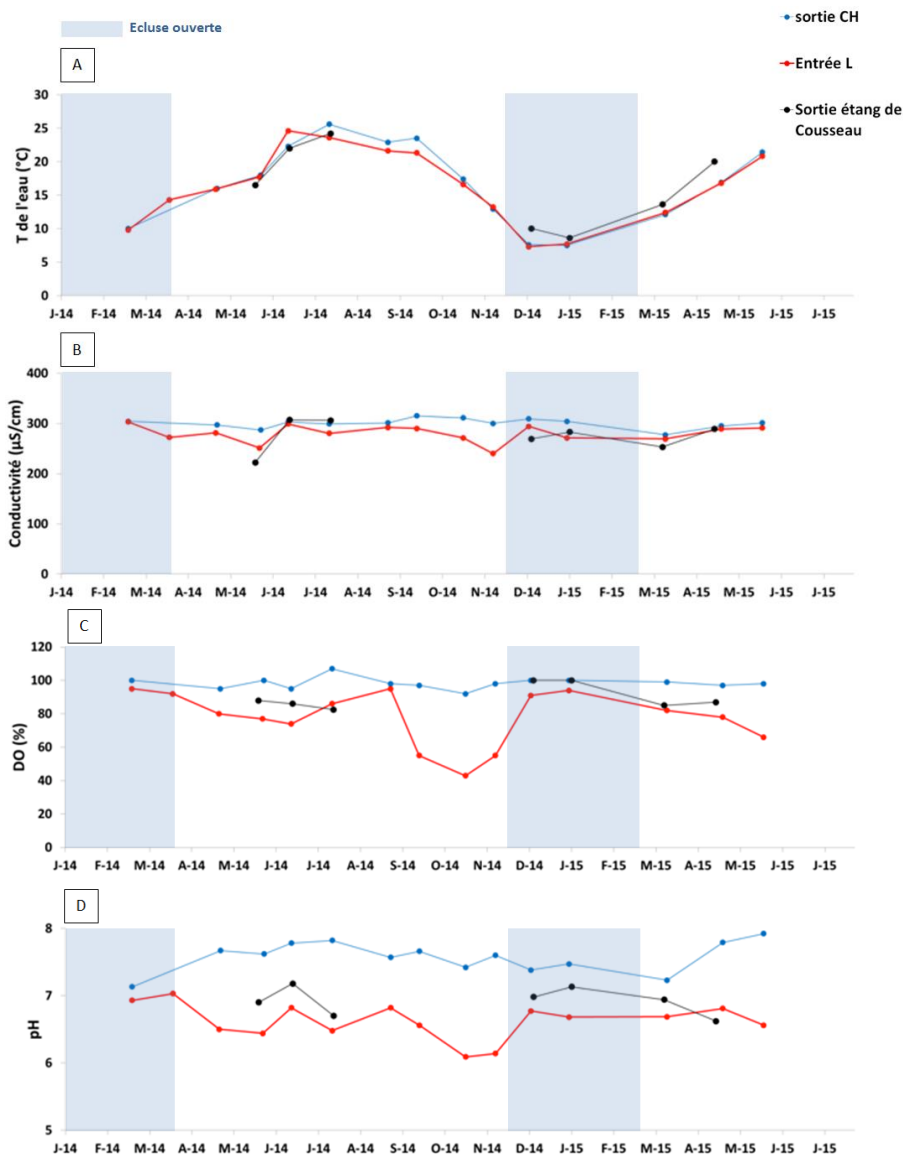 Ecluse ouverte
sortie CH
Entrée L
Sortie étang de
Cousseau
A
T de l'eau (°C)
30
25
20
15
10
5
0
J-14 F-14 M-14 A-14 M-14 J-14 J-14 A-14 S-14 O-14 N-14 D-14 J-15 F-15 M-15 A-15 M-15 J-15 J-15
B
Conductivité (µS/cm)
400
300
200
100
0
J-14 F-14 M-14 A-14 M-14 J-14 J-14 A-14 S-14 O-14 N-14 D-14 J-15 F-15 M-15 A-15 M-15 J-15 J-15
C
DO (%)
120
100
80
60
40
20
0
J-14 F-14 M-14 A-14 M-14 J-14 J-14 A-14 S-14 O-14 N-14 D-14 J-15 F-15 M-15 A-15 M-15 J-15 J-15
D
pH
8
7
6
5
J-14 F-14 M-14 A-14 M-14 J-14 J-14 A-14 S-14 O-14 N-14 D-14 J-15 F-15 M-15 A-15 M-15 J-15 J-15